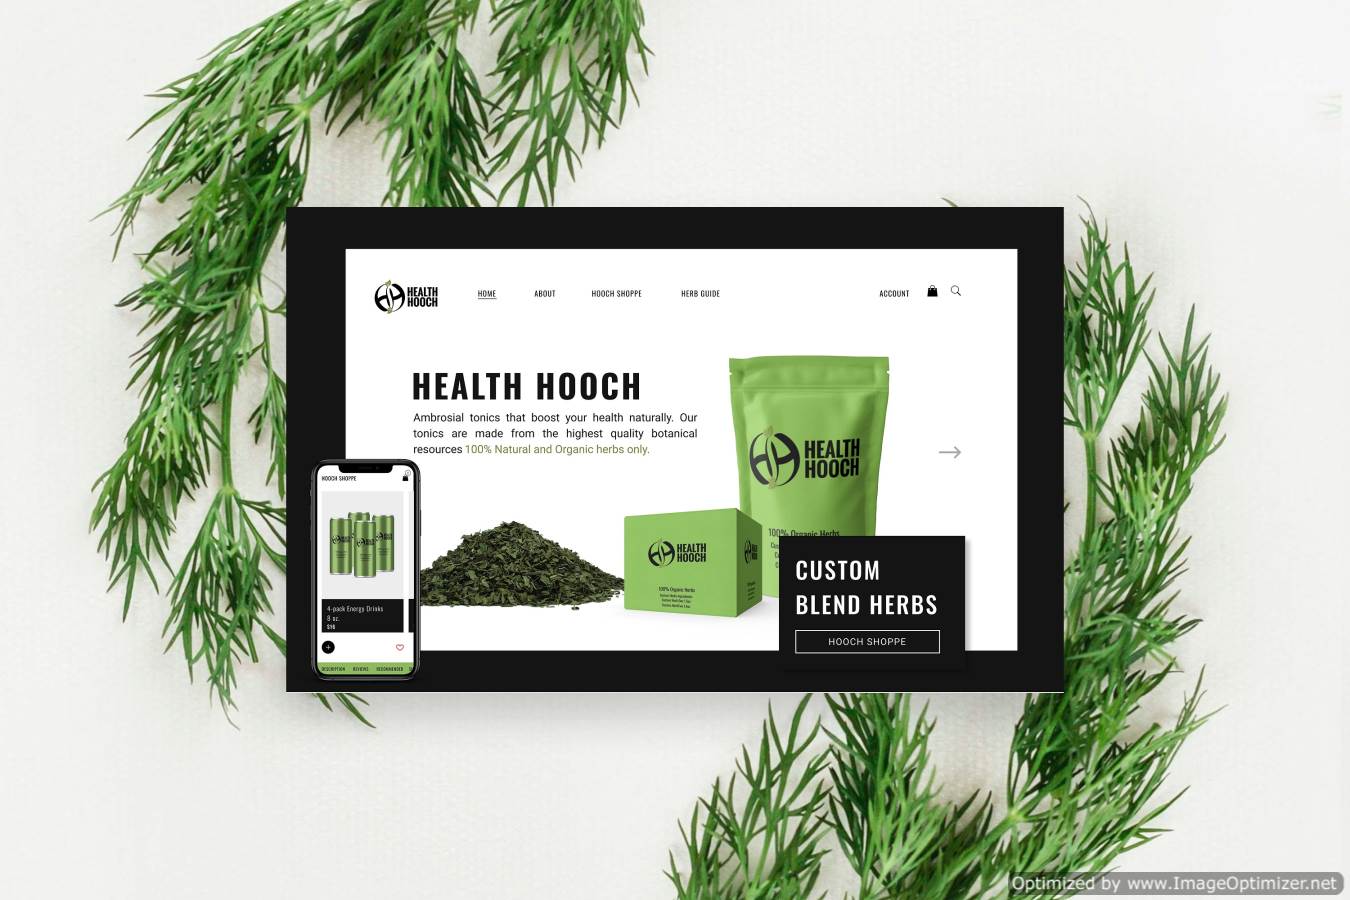 HEALTH
HOOCH
HOME
ABOUT
HOOCH SHOPPE
HERB GUIDE
ACCOUNT
HEALTH HOOCH
Ambrosial tonics that boost your health naturally. Our
tonics are made from the highest quality botanical
resources 100% Natural and Organic herbs only.
HEALTH
HOOCH
100% Organic Herbs
HEALTH
HOOCH
100% Organic Herbs
CUSTOM
BLEND HERBS
HOOCH SHOPPE
HOOCH SHOPPE
4-pack Energy Drinks
8 oz.
$16
DESCRIPTION
REVIEWS
RECOMMENDED
Optimized by www.ImageOptimizer.net